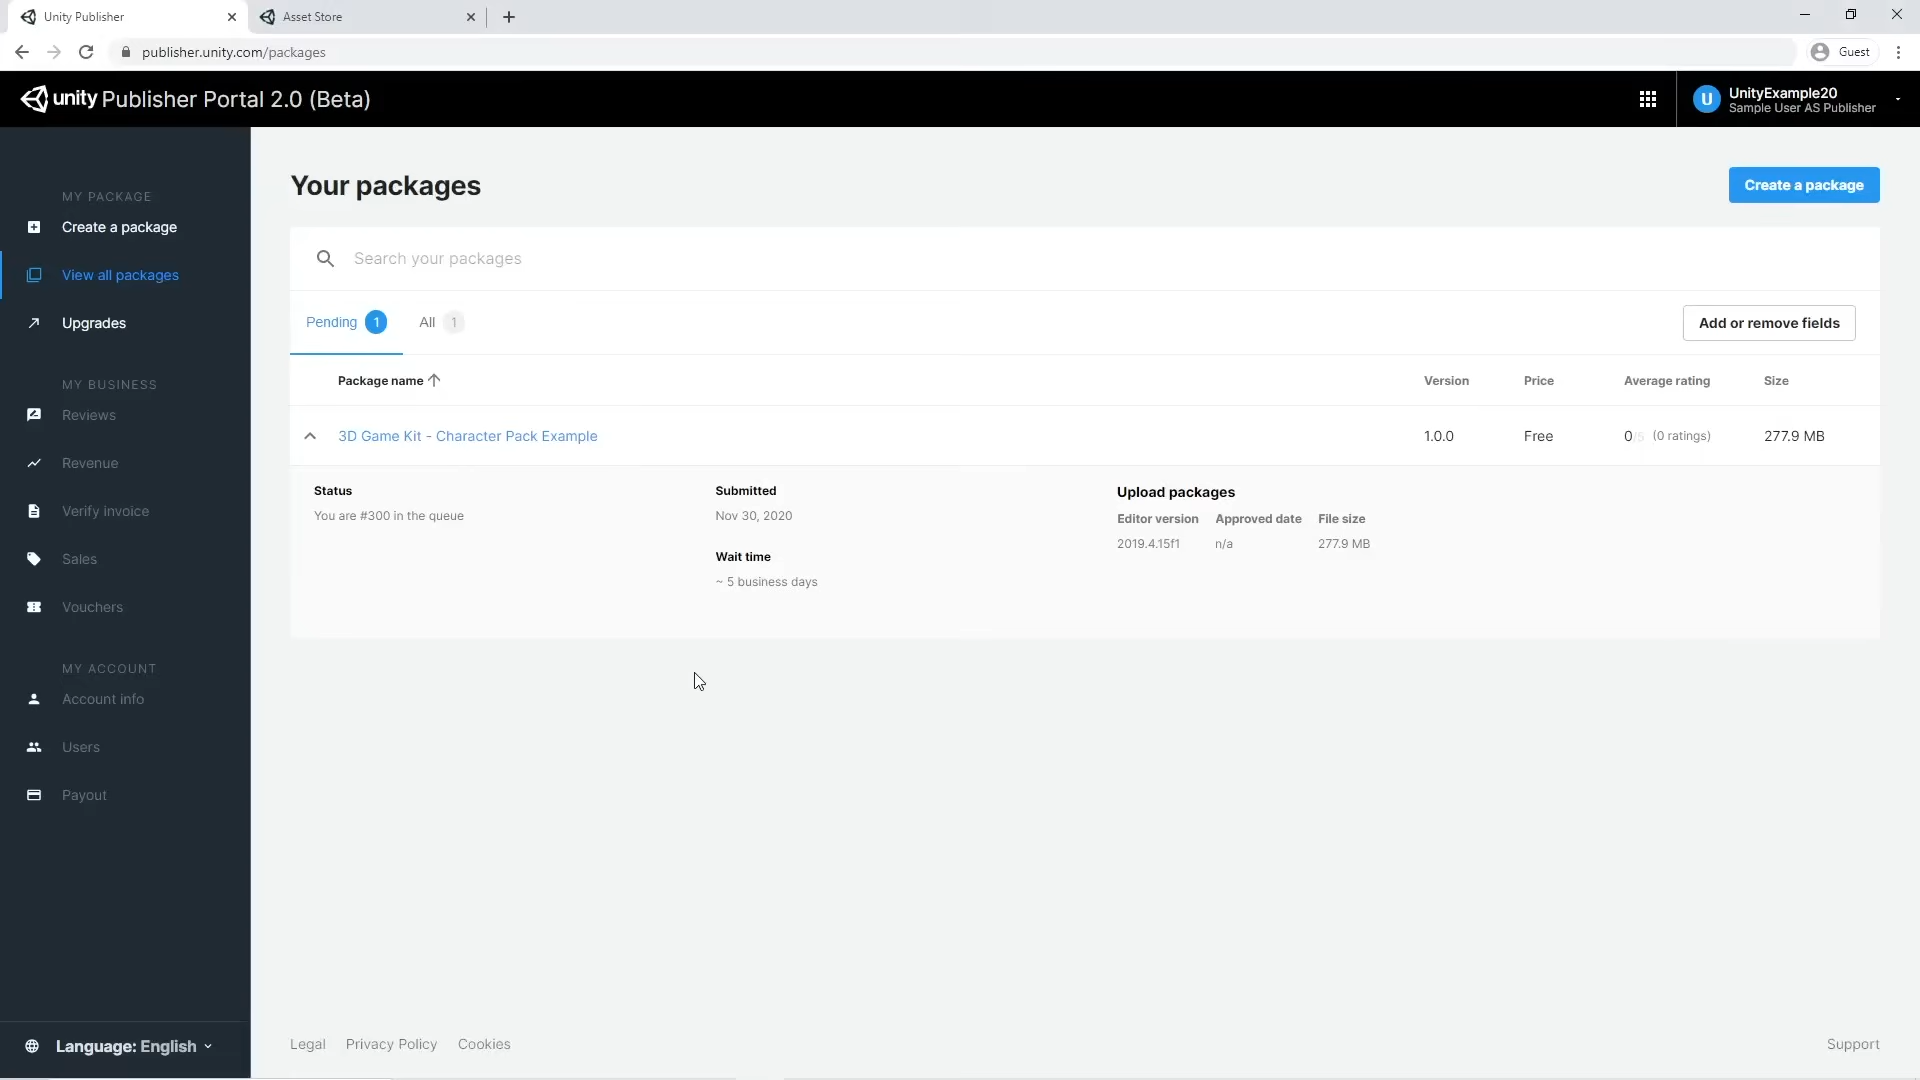 Unity Publisher
Asset Store
publisher.unity.com/packages
Guest
unity Publisher Portal 2.0 (Beta)
U
UnityExample20
Sample User AS Publisher
MY PACKAGE
Create a package
View all packages
Upgrades
MY BUSINESS
Reviews
Revenue
Verify invoice
Sales
Vouchers
MY ACCOUNT
Account info
Users
Payout
Language: English
Your packages
Create a package
Search your packages
Pending 1
All 1
Add or remove fields
Package name
Version
Price
Average rating
Size
3D Game Kit - Character Pack Example
1.0.0
Free
0/5 (0 ratings)
277.9 MB
Status
You are #300 in the queue
Submitted
Nov 30, 2020
Wait time
~ 5 business days
Upload packages
Editor version
Approved date
File size
2019.4.15f1
n/a
277.9 MB
Legal
Privacy Policy
Cookies
Support